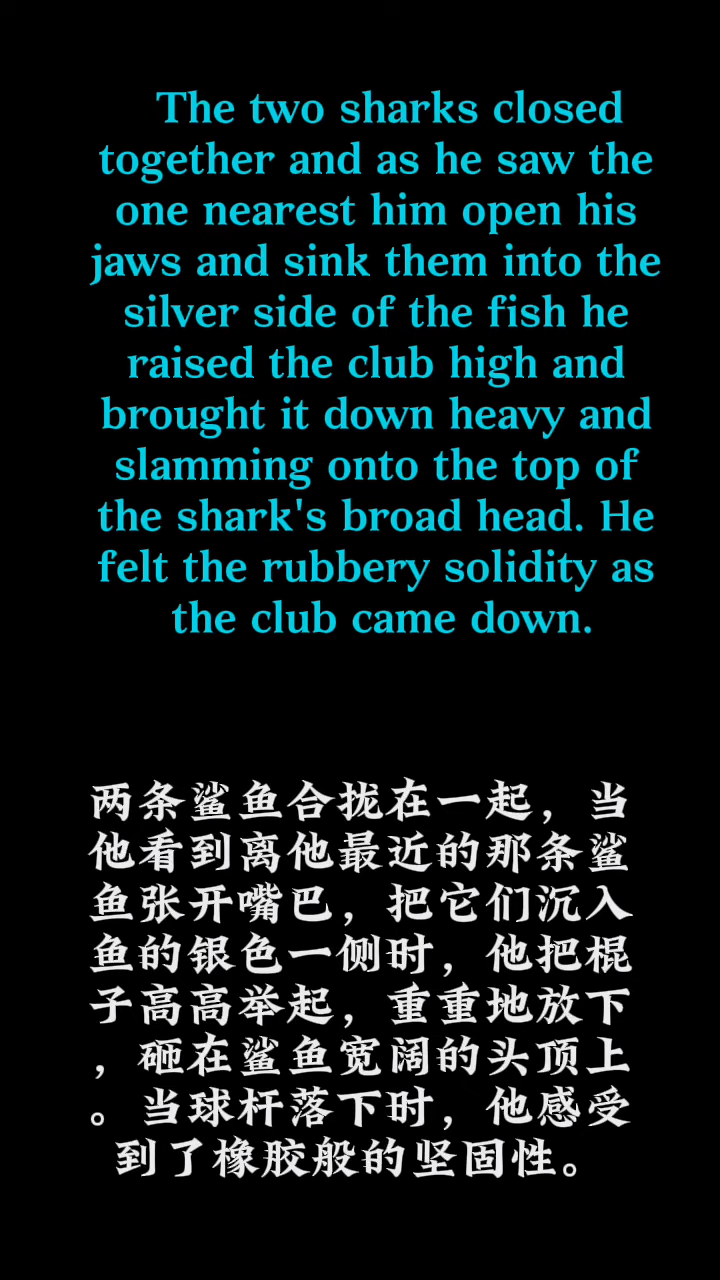 The two sharks closed
together and as he saw the
one nearest him open his
jaws and sink them into the
silver side of the fish he
raised the club high and
brought it down heavy and
slamming onto the top of
the shark's broad head. He
felt the rubbery solidity as
the club came down.
两条鲨鱼合拢在一起，当
他看到离他最近的那条鲨
鱼张开嘴巴，把它们沉入
鱼的银色一侧时，他把棍
子高高举起，重重地放下
，砸在鲨鱼宽阔的头顶上
。当球杆落下时，他感受
到了橡胶般的坚固性。